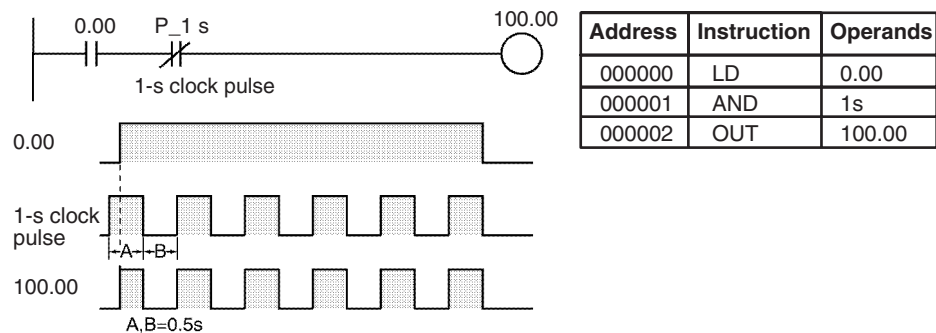 0.00 P_1 s 100.00
1-s clock pulse
Address Instruction Operands
000000 LD 0.00
000001 AND 1s
000002 OUT 100.00
0.00
1-s clock
pulse
A B
100.00
A,B=0.5s